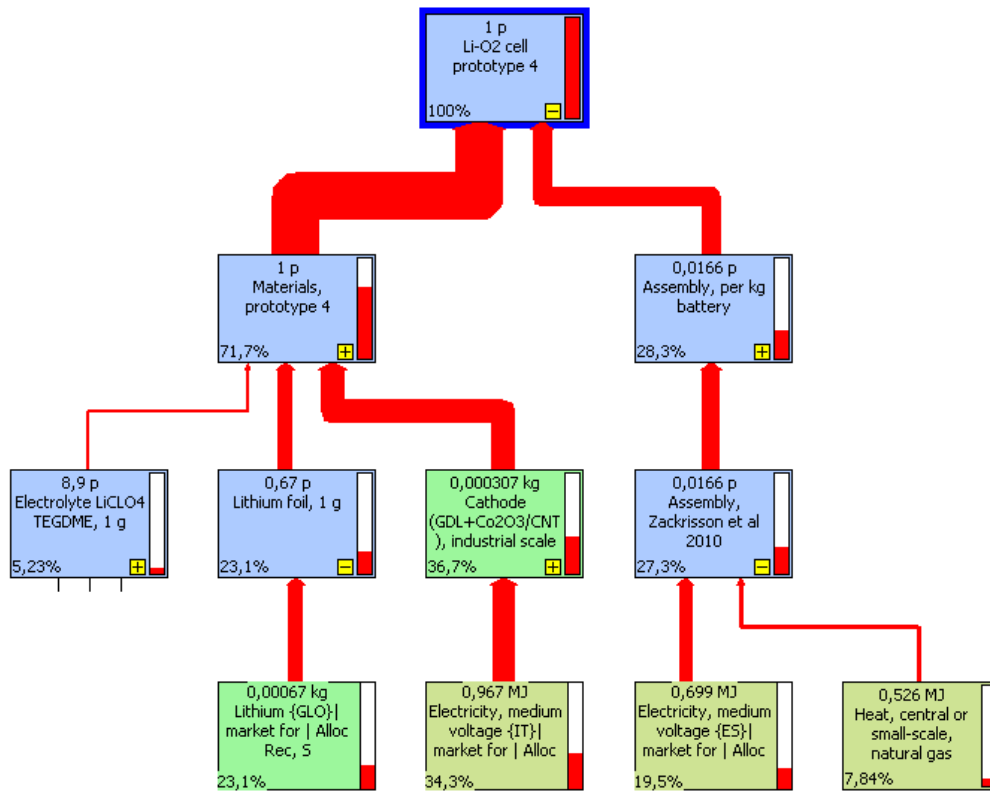 1 p
Li-O2 cell
prototype 4
100%
1 p
Materials,
prototype 4
71,7%
0,0166 p
Assembly, per kg
battery
28,3%
8,9 p
Electrolyte LiCLO4
TEGDME, 1 g
5,23%
0,67 p
Lithium foil, 1 g
23,1%
0,000307 kg
Cathode
(GDL+Co2O3/CNT
), industrial scale
36,7%
0,0166 p
Assembly,
Zackrisson et al
2010
27,3%
0,00067 kg
Lithium {GLO}|
market for | Alloc
Rec, S
23,1%
0,967 MJ
Electricity, medium
voltage {IT}|
market for | Alloc
34,3%
0,699 MJ
Electricity, medium
voltage {ES}|
market for | Alloc
19,5%
0,526 MJ
Heat, central or
small-scale,
natural gas
7,84%